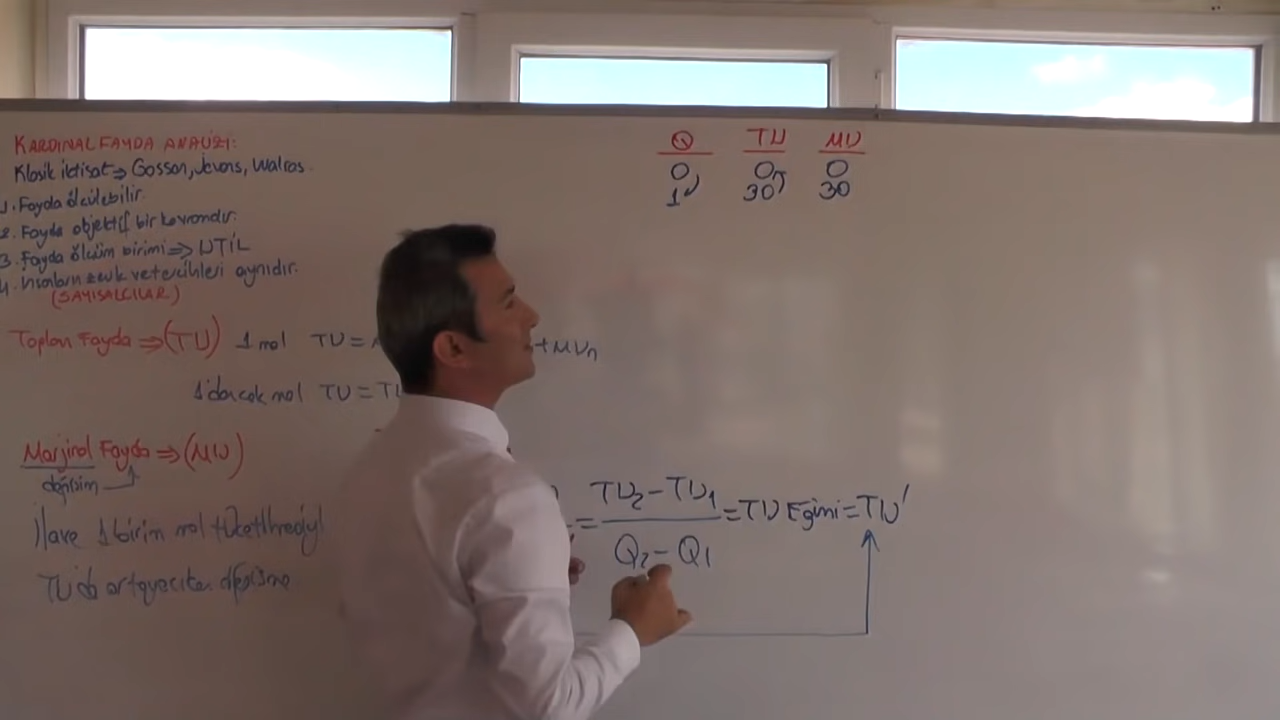 KARDİNAL FAYDA ANALİZİ:
Klasik iktisat ⇒ Gossen, Jevons, Walras.
1. Fayda ölçülebilir.
2. Fayda objektif bir kavramdır.
3. Fayda ölçüm birimi ⇒ UTİL
4. İnsanların zevk ve tercihleri aynıdır.
(SAYISALCILAR)
Toplam Fayda ⇒ (TU) 1 mal TU = +MUn
1'den çok mal TU =
Marjinal Fayda ⇒ (MU)
değişim
İlave 1 birim mal tüketilmesiyle
TU'da ortaya çıkan değişme
= TU2 - TU1 / Q2 - Q1 = TU Eğimi = TU'
Q TU MU
0 0 0
1 30 30